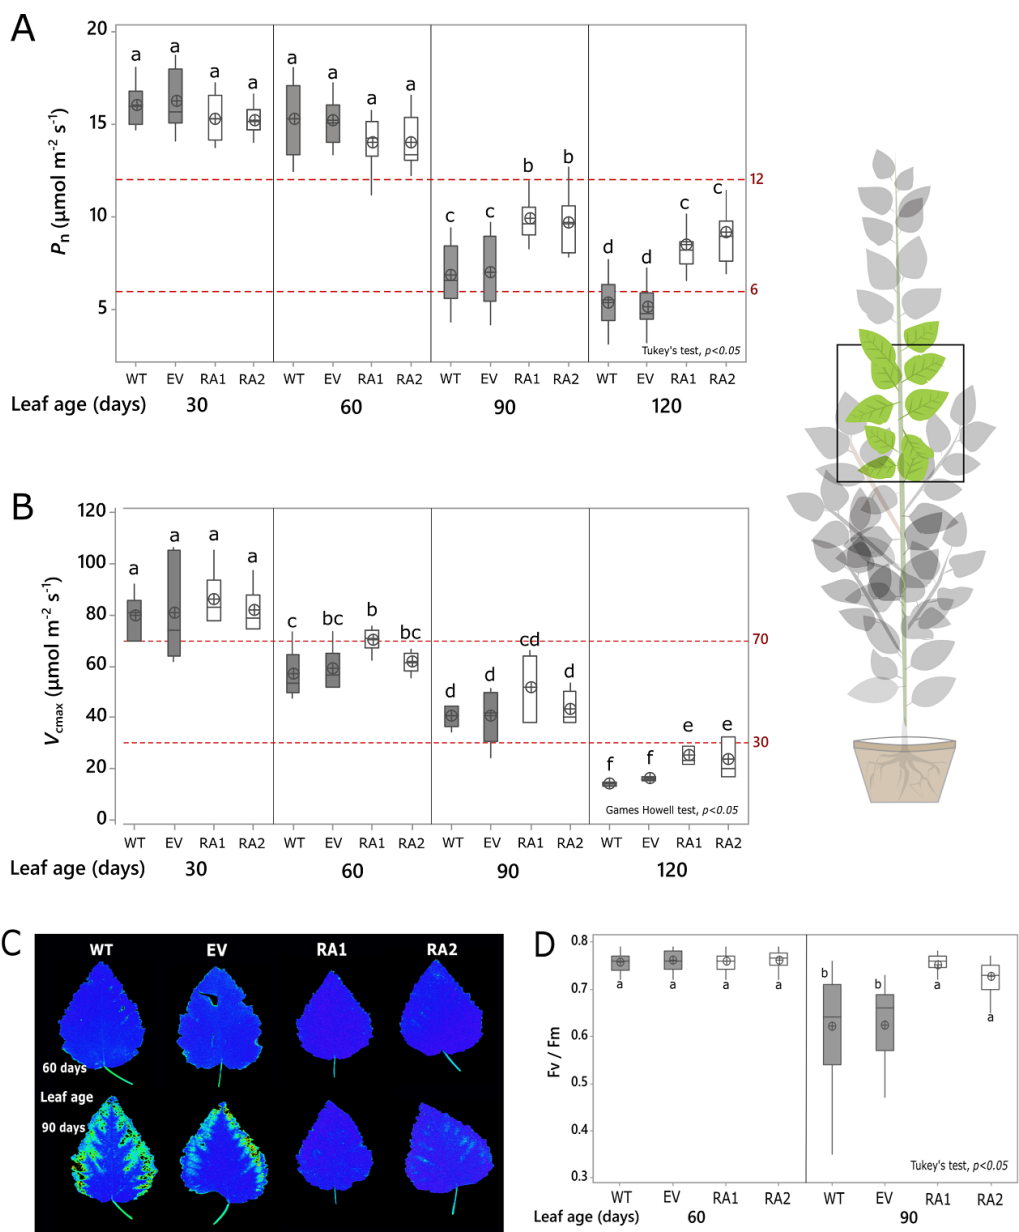 A
20
15
10
5
Pn (µmol m-2 s-1)
a a a a a a a a c c b b d d c c
12
6
Tukey's test, p<0.05
WT EV RA1 RA2 WT EV RA1 RA2 WT EV RA1 RA2 WT EV RA1 RA2
Leaf age (days) 30 60 90 120
B
120
100
80
60
40
20
0
Vcmax (µmol m-2 s-1)
a a a a c bc b bc d d cd d f f e e
70
30
Games Howell test, p<0.05
WT EV RA1 RA2 WT EV RA1 RA2 WT EV RA1 RA2 WT EV RA1 RA2
Leaf age (days) 30 60 90 120
C
WT EV RA1 RA2
60 days
Leaf age
90 days
D
0.8
0.7
0.6
0.5
0.4
0.3
Fv / Fm
a a a a b b a a
Tukey's test, p<0.05
WT EV RA1 RA2 WT EV RA1 RA2
Leaf age (days) 60 90